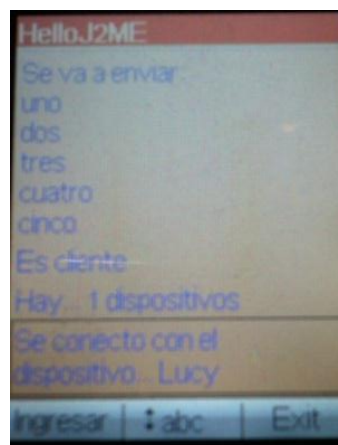 HelloJ2ME
Se va a enviar:
uno
dos
tres
cuatro
cinco
Es cliente
Hay... 1 dispositivos
Se conecto con el
dispositivo... Lucy
Ingresar
abc
Exit